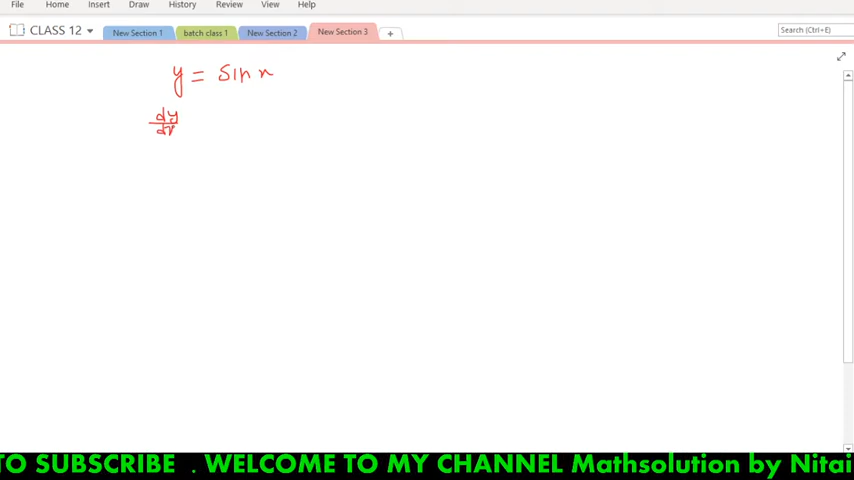 File Home Insert Draw History Review View Help
CLASS 12 New Section 1 batch class 1 New Section 2 New Section 3 + Search (Ctrl+E)
y = sin x
dy
dx
TO SUBSCRIBE . WELCOME TO MY CHANNEL Mathsolution by Nitai